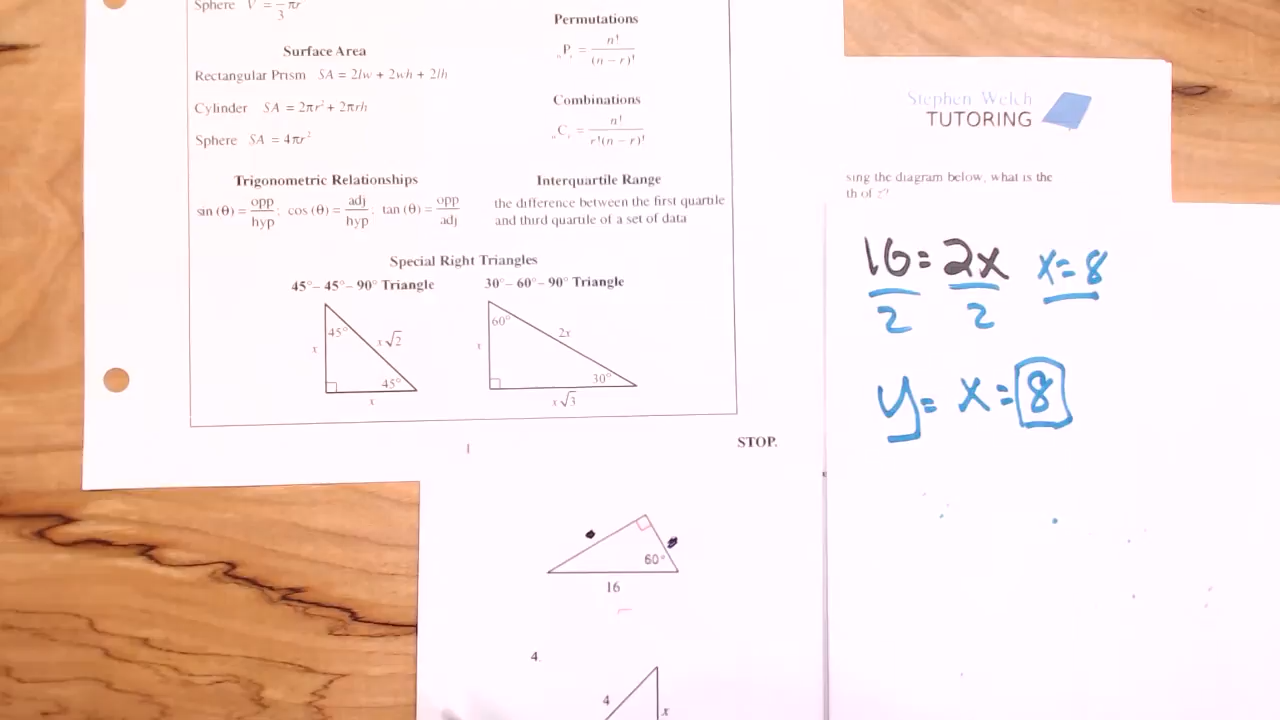 Sphere V = — πr
3
Surface Area
Rectangular Prism SA = 2lw + 2wh + 2lh
Cylinder SA = 2πr² + 2πrh
Sphere SA = 4πr²
Permutations
nPr = n! / (n − r)!
Combinations
nCr = n! / r!(n − r)!
Trigonometric Relationships
sin (θ) = opp / hyp; cos (θ) = adj / hyp; tan (θ) = opp / adj
Interquartile Range
the difference between the first quartile
and third quartile of a set of data
Special Right Triangles
45°– 45°– 90° Triangle
45°
x
x√2
45°
x
30°– 60°– 90° Triangle
60°
2x
x
30°
x√3
1
STOP.
60°
16
4.
4
x
Stephen Welch
TUTORING
sing the diagram below, what is the
th of z?
16 = 2x x = 8
2 2
y = x = 8